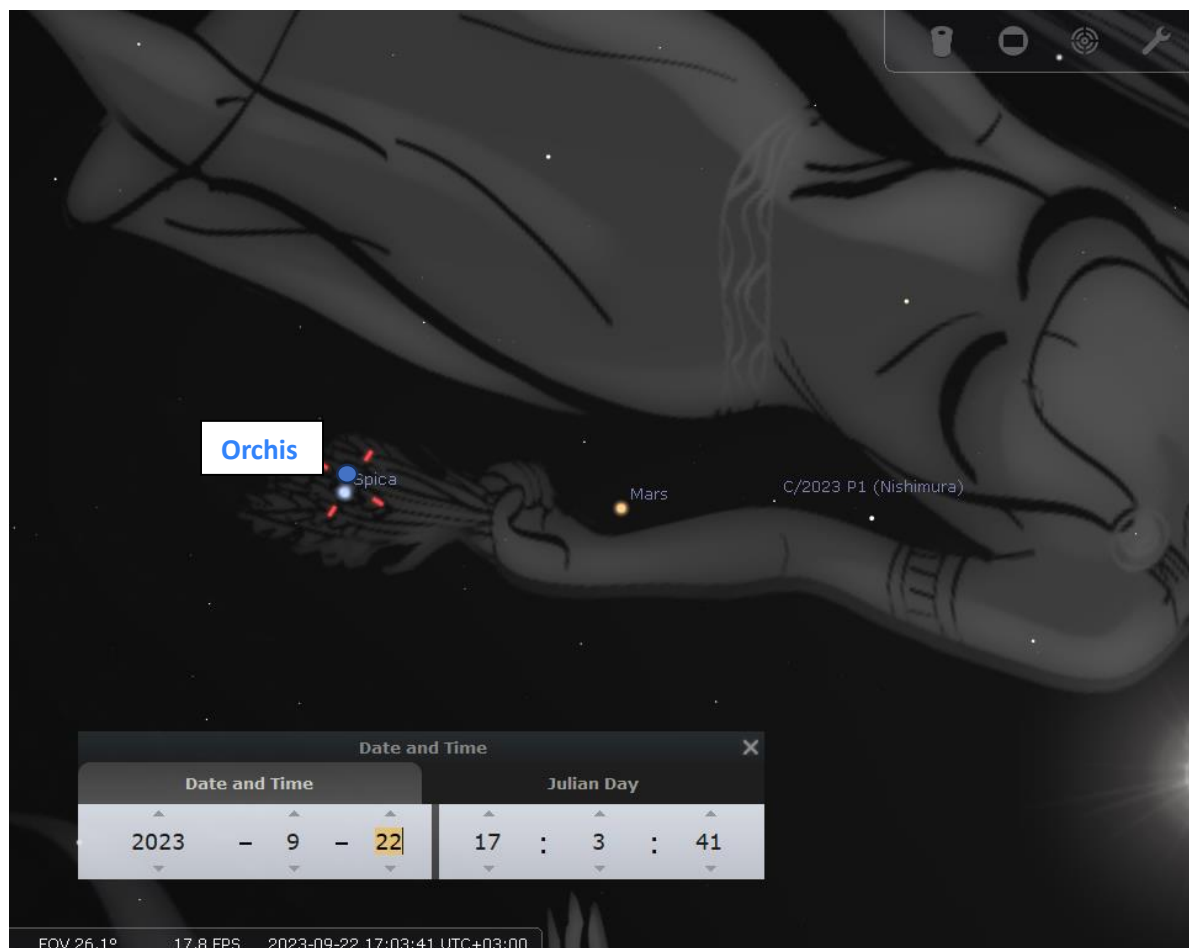 Orchis
Spica
Mars
C/2023 P1 (Nishimura)
Date and Time
Date and Time
Julian Day
2023 – 9 – 22
17 : 3 : 41
FOV 26.1°
17.8 FPS
2023-09-22 17:03:41 UTC+03:00